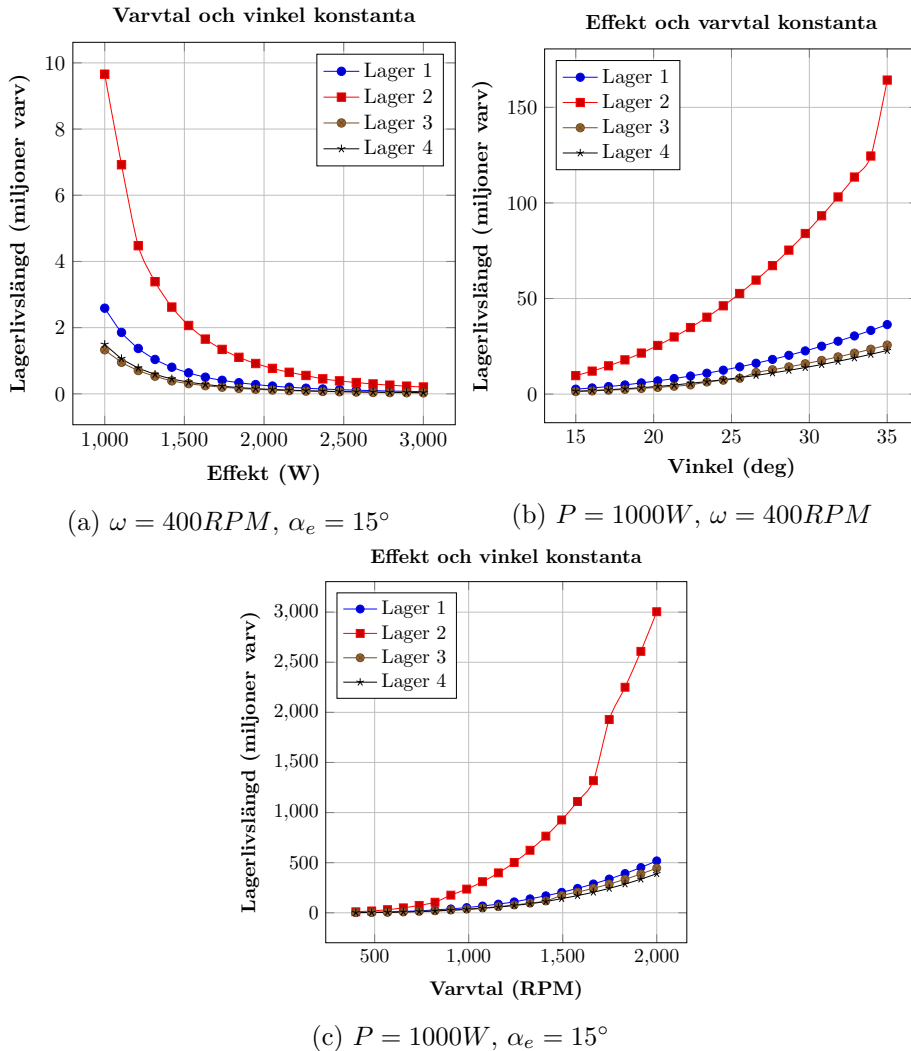 Varvtal och vinkel konstanta
Lagerlivslängd (miljoner varv)
10
8
6
4
2
0
1,000 1,500 2,000 2,500 3,000
Effekt (W)
Lager 1
Lager 2
Lager 3
Lager 4
(a) ω = 400RPM, αₑ = 15°
Effekt och varvtal konstanta
Lagerlivslängd (miljoner varv)
150
100
50
0
15 20 25 30 35
Vinkel (deg)
Lager 1
Lager 2
Lager 3
Lager 4
(b) P = 1000W, ω = 400RPM
Effekt och vinkel konstanta
Lagerlivslängd (miljoner varv)
3,000
2,500
2,000
1,500
1,000
500
0
500 1,000 1,500 2,000
Varvtal (RPM)
Lager 1
Lager 2
Lager 3
Lager 4
(c) P = 1000W, αₑ = 15°